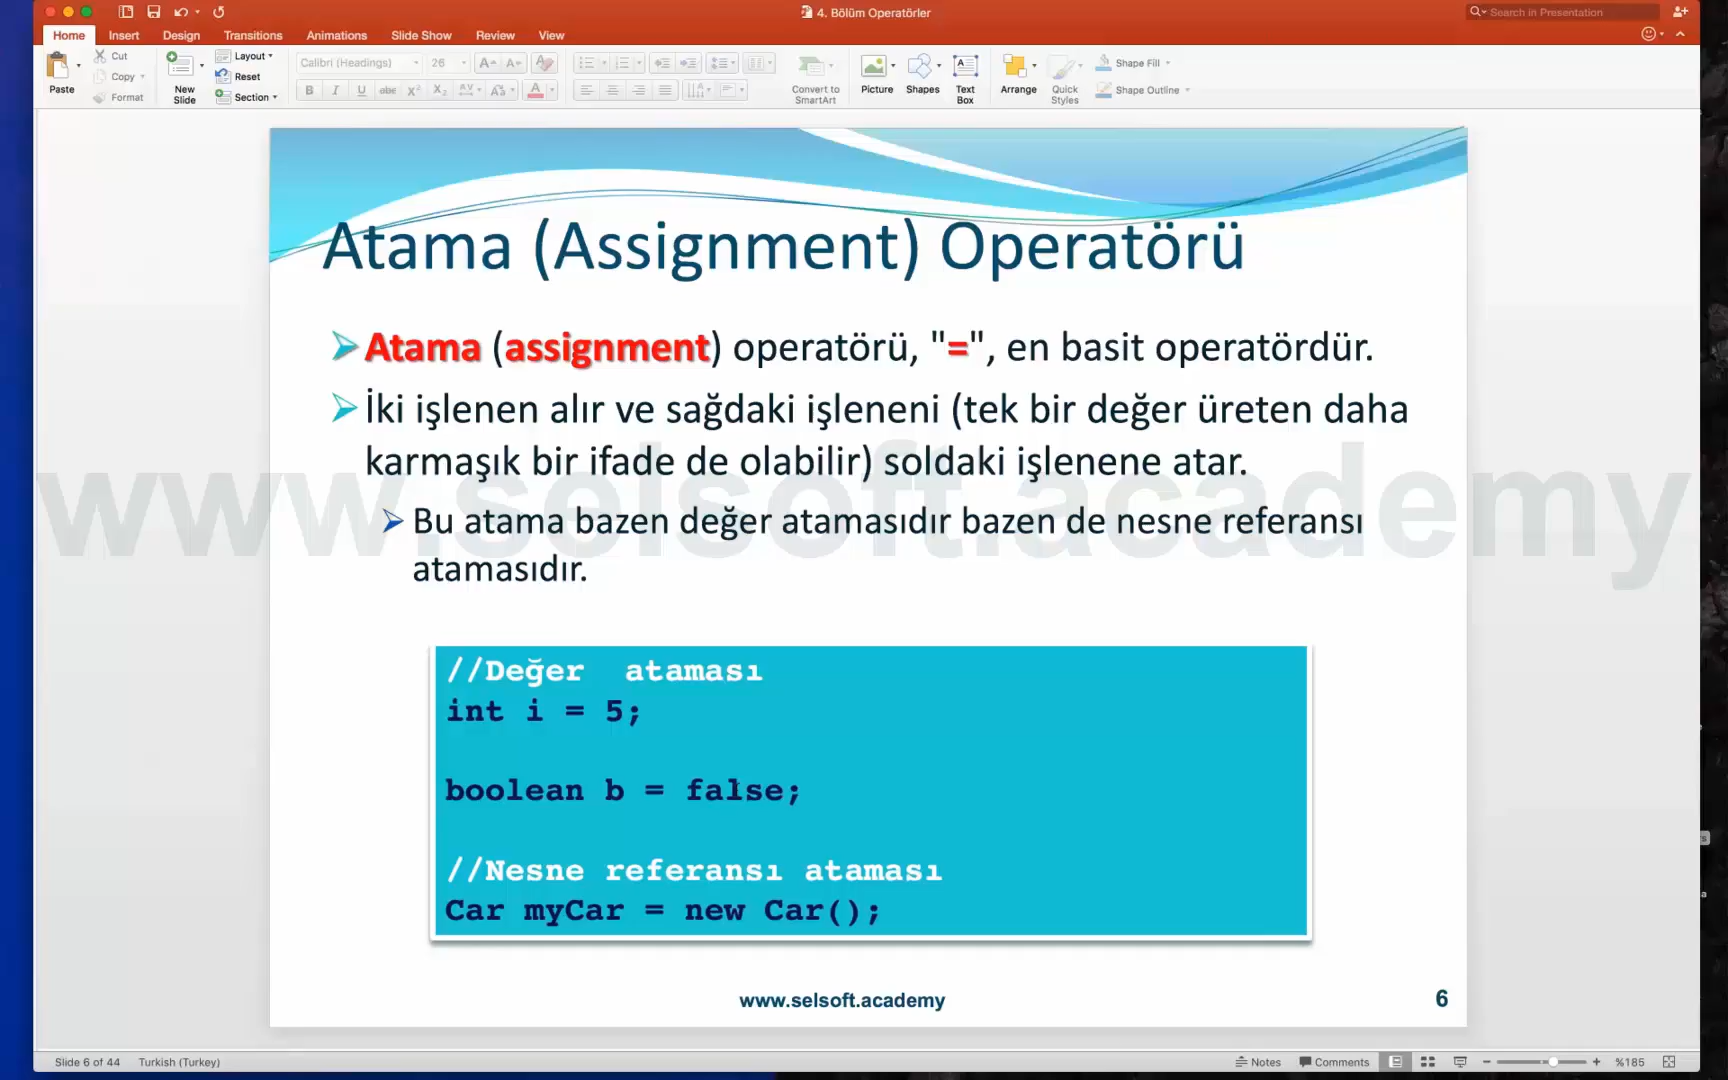 4. Bölüm Operatörler
Search in Presentation
Home Insert Design Transitions Animations Slide Show Review View
Paste
Cut
Copy
Format
New Slide
Layout
Reset
Section
Calibri (Headings) 26
Convert to SmartArt
Picture
Shapes
Text Box
Arrange
Quick Styles
Shape Fill
Shape Outline
Atama (Assignment) Operatörü
Atama (assignment) operatörü, "=", en basit operatördür.
İki işlenen alır ve sağdaki işleneni (tek bir değer üreten daha
karmaşık bir ifade de olabilir) soldaki işlenene atar.
www.selsoft.academy
Bu atama bazen değer atamasıdır bazen de nesne referansı
atamasıdır.
//Değer  ataması
int i = 5;
boolean b = false;
//Nesne referansı ataması
Car myCar = new Car();
www.selsoft.academy
6
Slide 6 of 44 Turkish (Turkey)
Notes Comments %185